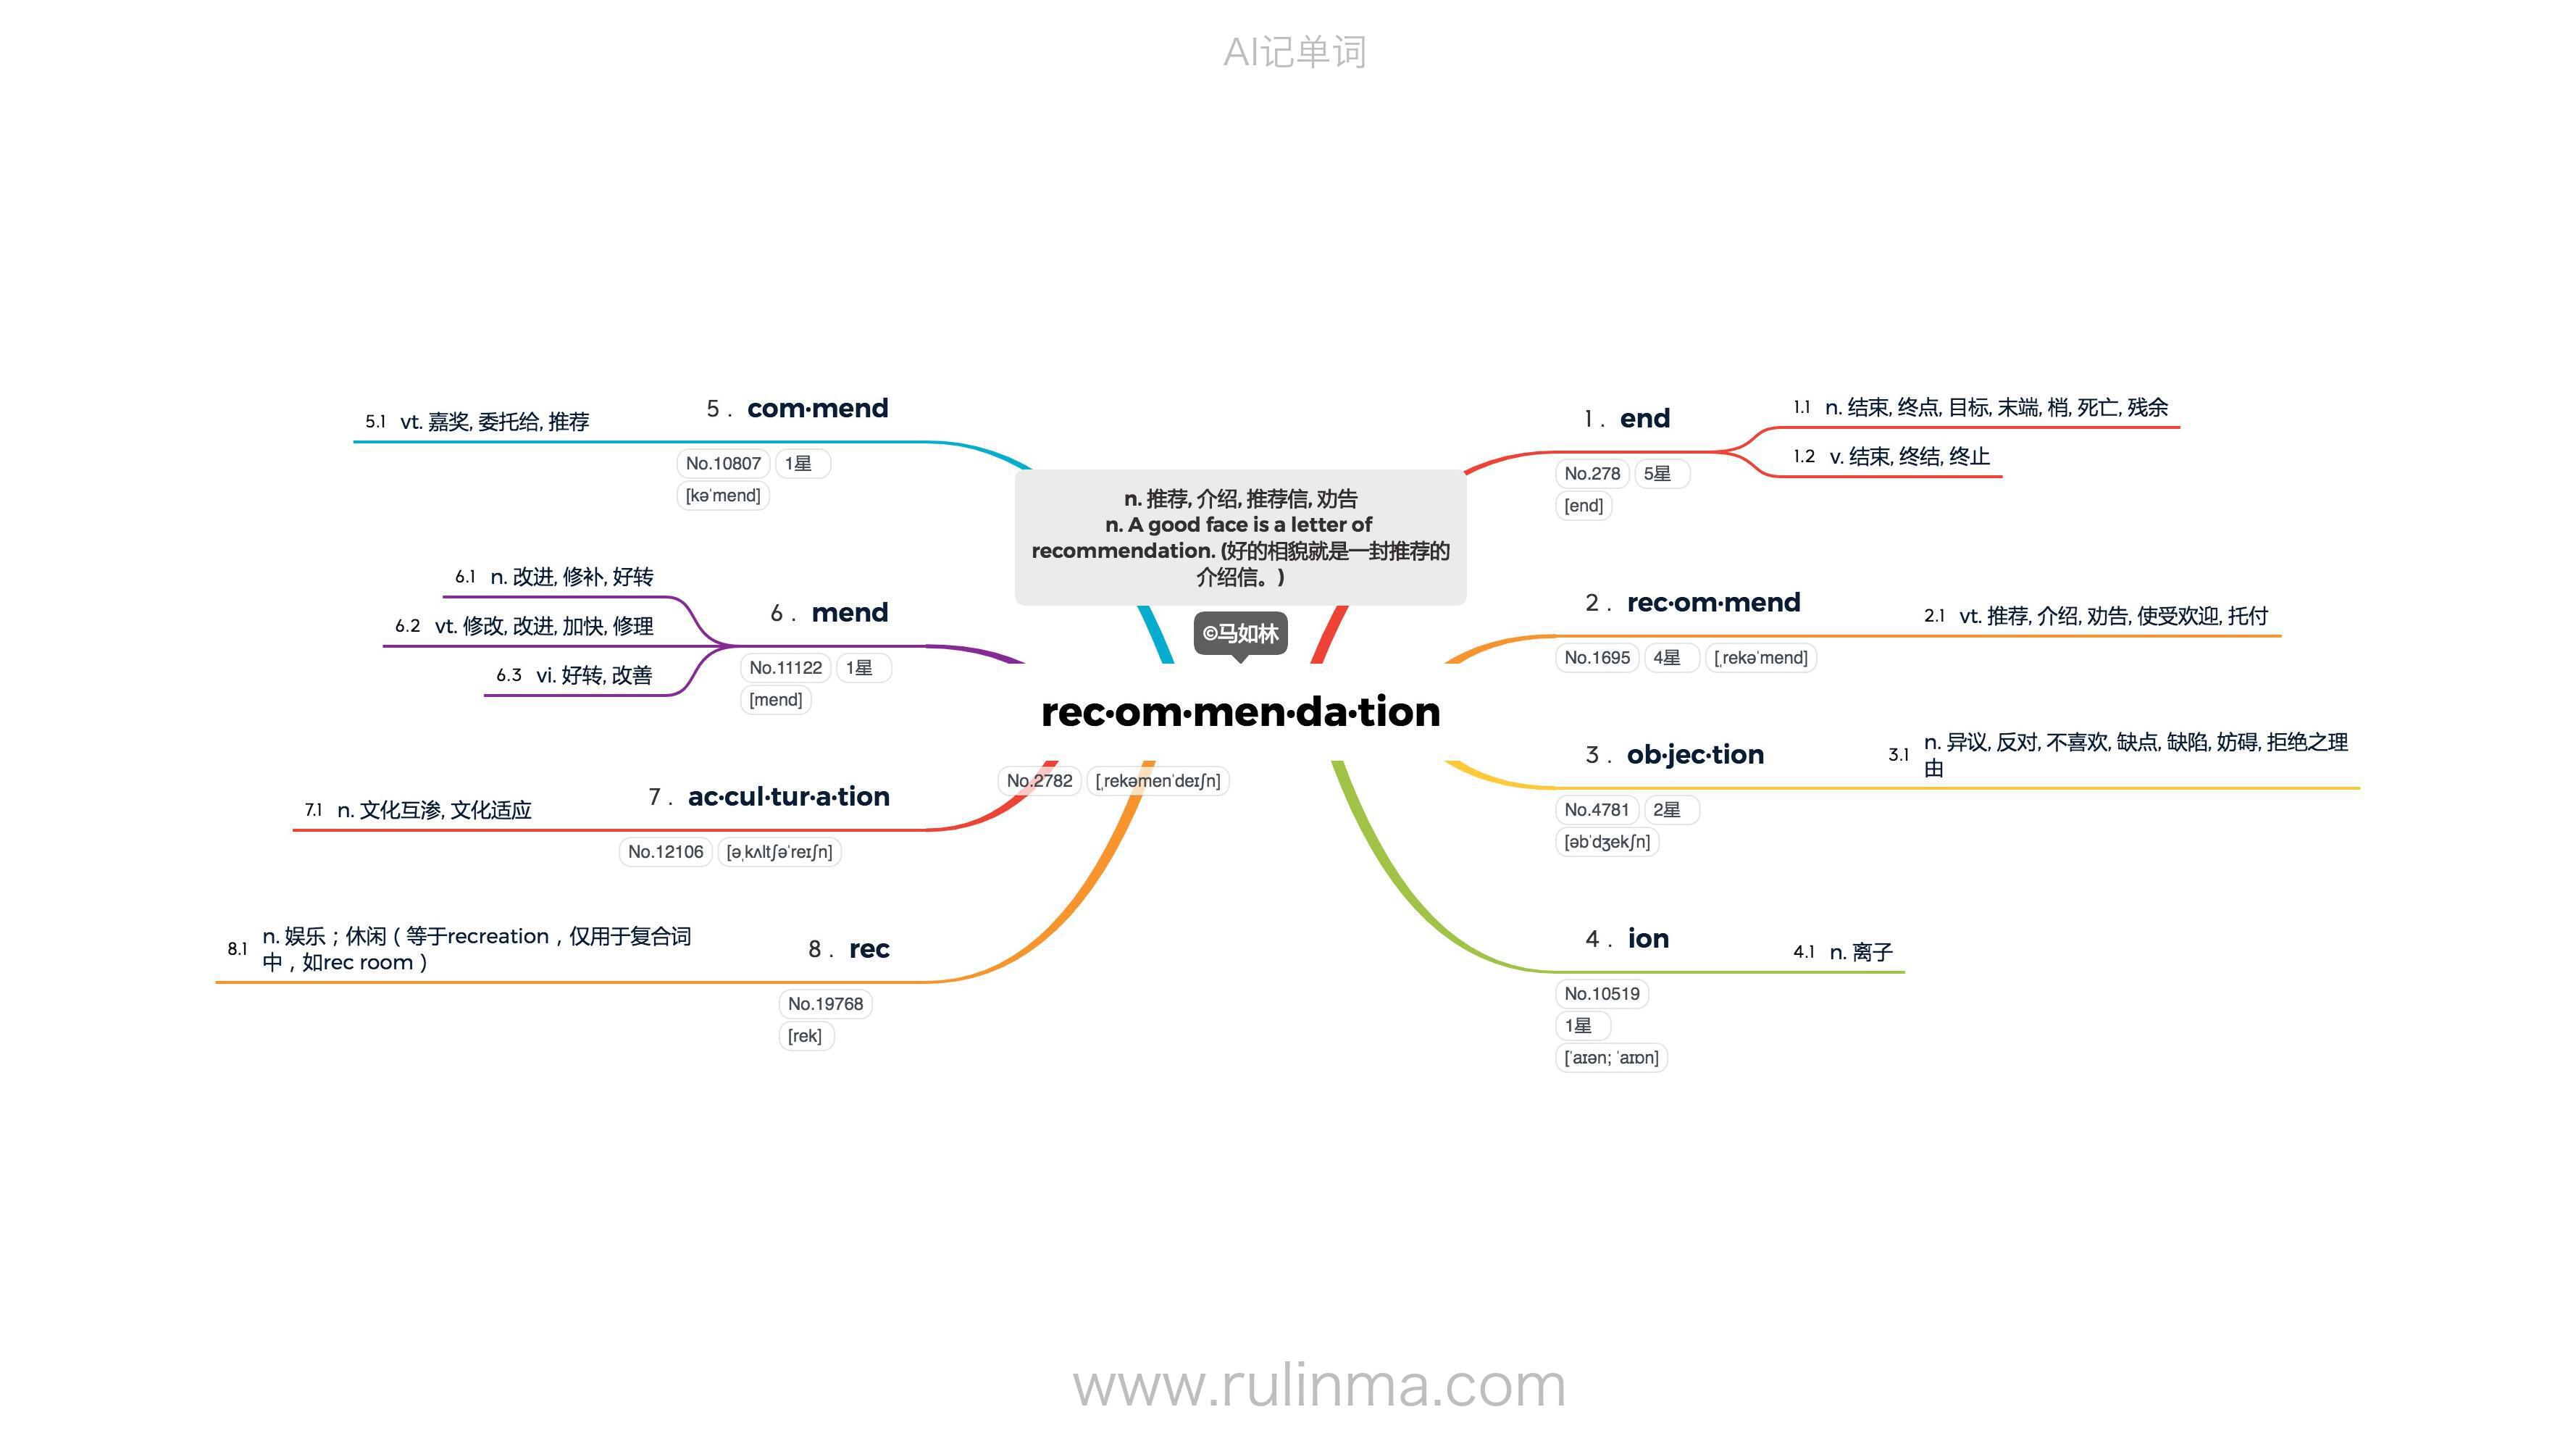 AI记单词
n. 推荐, 介绍, 推荐信, 劝告
n. A good face is a letter of
recommendation. (好的相貌就是一封推荐的
介绍信。)
©马如林
rec·om·men·da·tion
No.2782 [ˌrekəmenˈdeɪʃn]
1 . end
No.278 5星
[end]
1.1 n. 结束, 终点, 目标, 末端, 梢, 死亡, 残余
1.2 v. 结束, 终结, 终止
2 . rec·om·mend
No.1695 4星 [ˌrekəˈmend]
2.1 vt. 推荐, 介绍, 劝告, 使受欢迎, 托付
3 . ob·jec·tion
No.4781 2星
[əbˈdʒekʃn]
3.1 n. 异议, 反对, 不喜欢, 缺点, 缺陷, 妨碍, 拒绝之理
由
4 . ion
No.10519
1星
[ˈaɪən; ˈaɪɒn]
4.1 n. 离子
5 . com·mend
No.10807 1星
[kəˈmend]
5.1 vt. 嘉奖, 委托给, 推荐
6 . mend
No.11122 1星
[mend]
6.1 n. 改进, 修补, 好转
6.2 vt. 修改, 改进, 加快, 修理
6.3 vi. 好转, 改善
7 . ac·cul·tur·a·tion
No.12106 [əˌkʌltʃəˈreɪʃn]
7.1 n. 文化互渗, 文化适应
8 . rec
No.19768
[rek]
8.1 n. 娱乐；休闲（等于recreation，仅用于复合词
中，如rec room）
www.rulinma.com